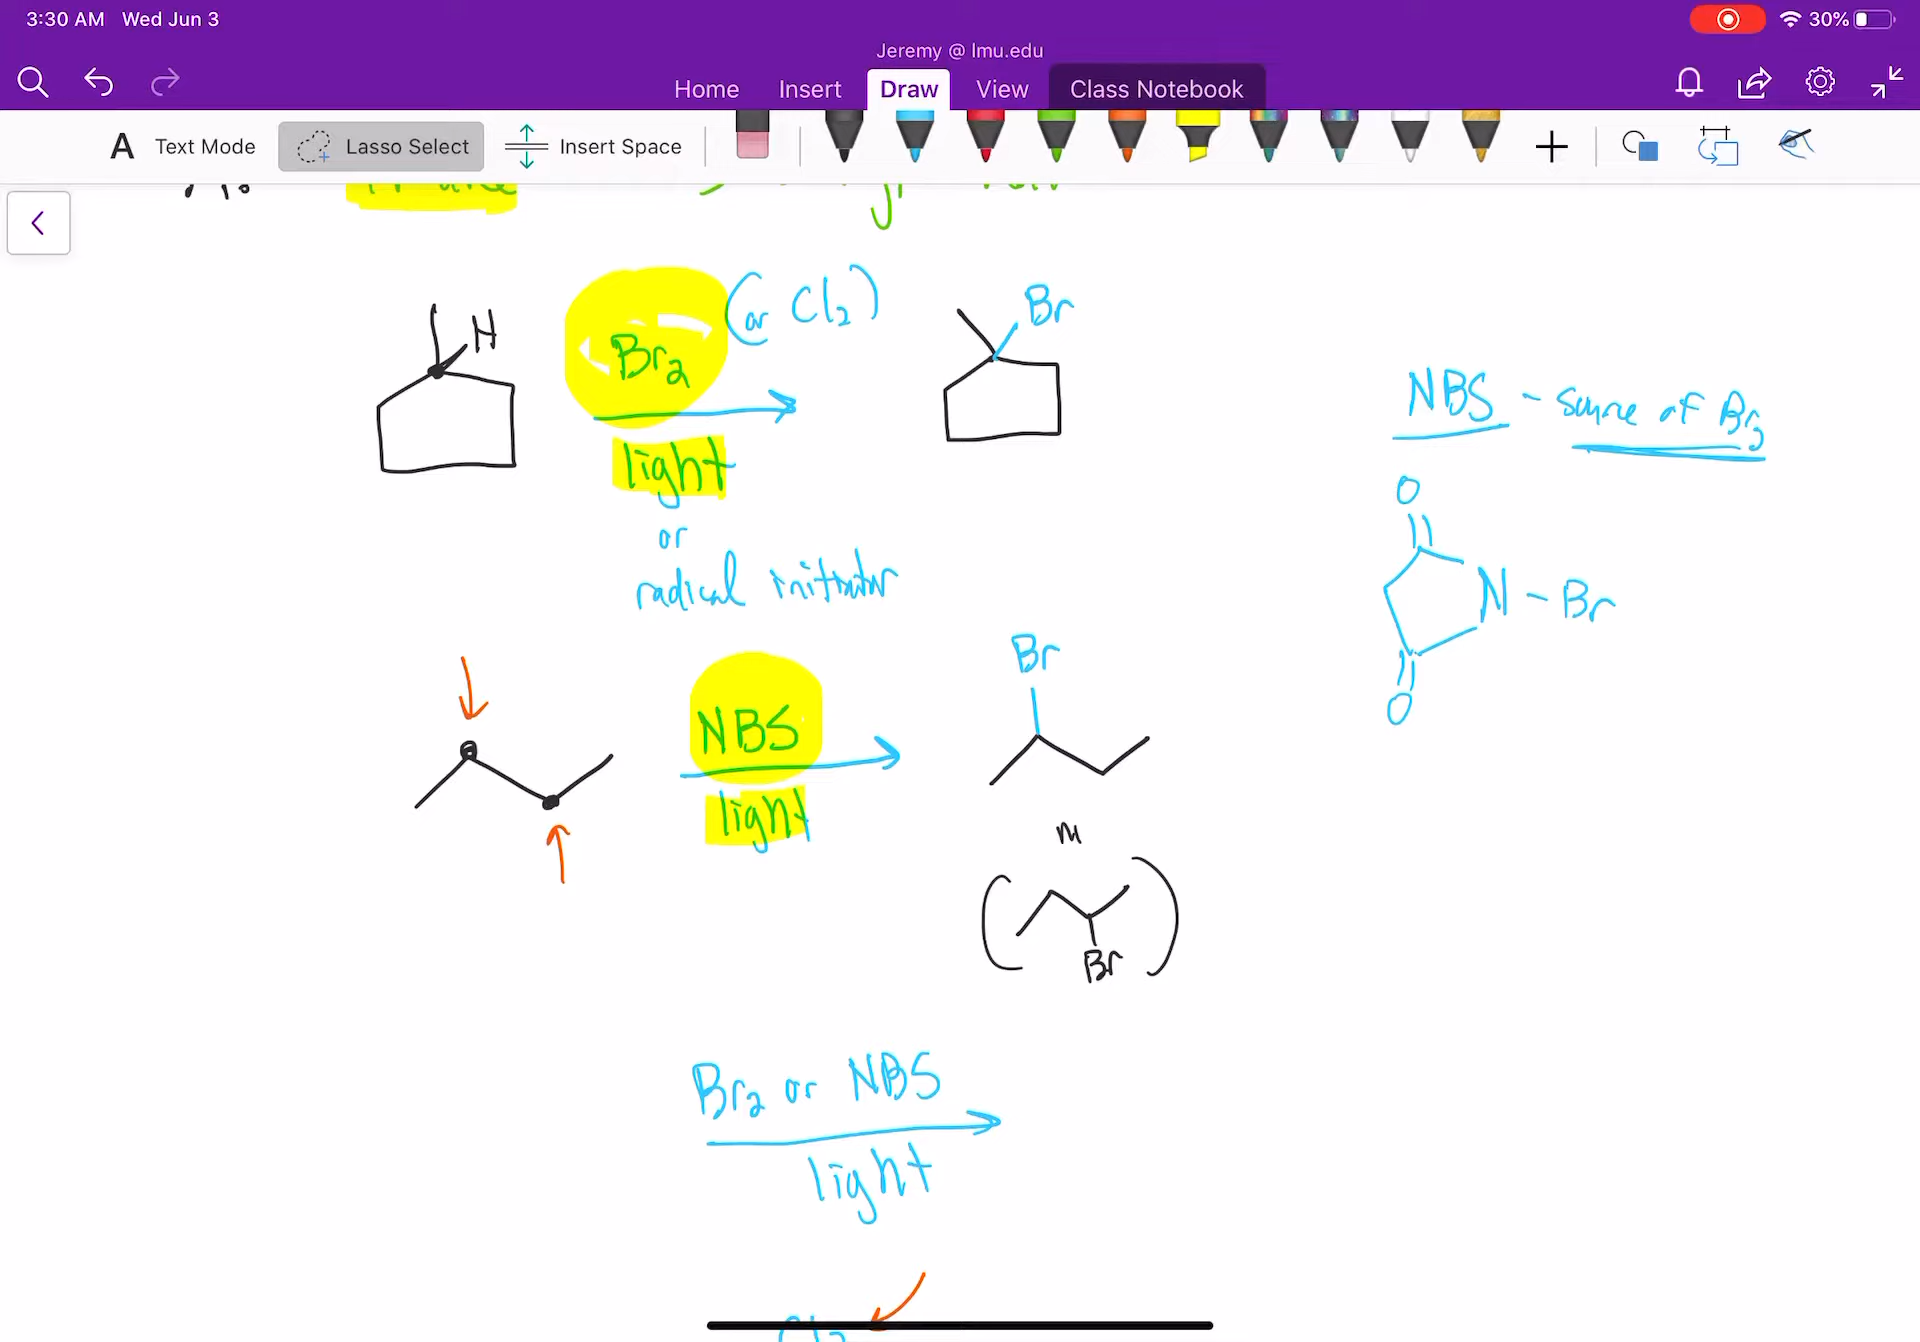 3:30 AM Wed Jun 3
30%
Jeremy @ lmu.edu
Home Insert Draw View Class Notebook
A Text Mode Lasso Select Insert Space
H
Br₂
(or Cl₂)
light
or
radical initiator
Br
NBS - source of Br₂
O
N - Br
O
NBS
light
Br
Br
Br₂ or NBS
light
Cl₂